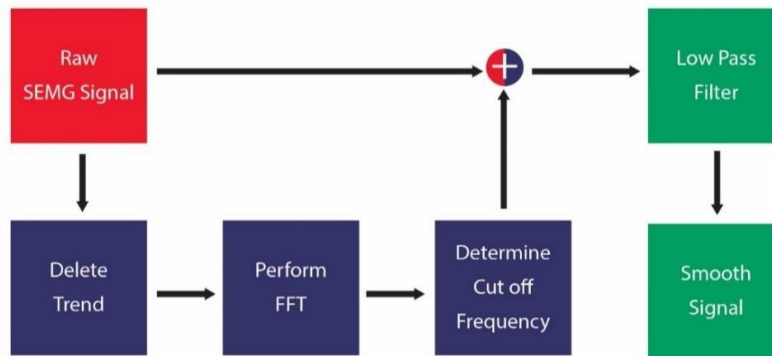 Raw
SEMG Signal
Low Pass
Filter
Delete
Trend
Perform
FFT
Determine
Cut off
Frequency
Smooth
Signal